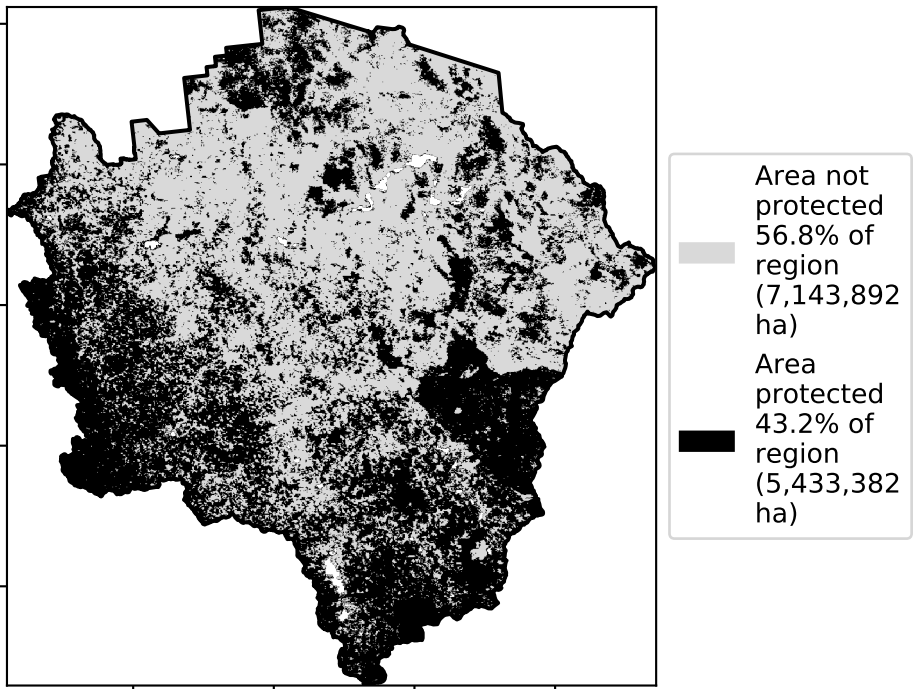 Area not
protected
56.8% of
region
(7,143,892
ha)
Area
protected
43.2% of
region
(5,433,382
ha)